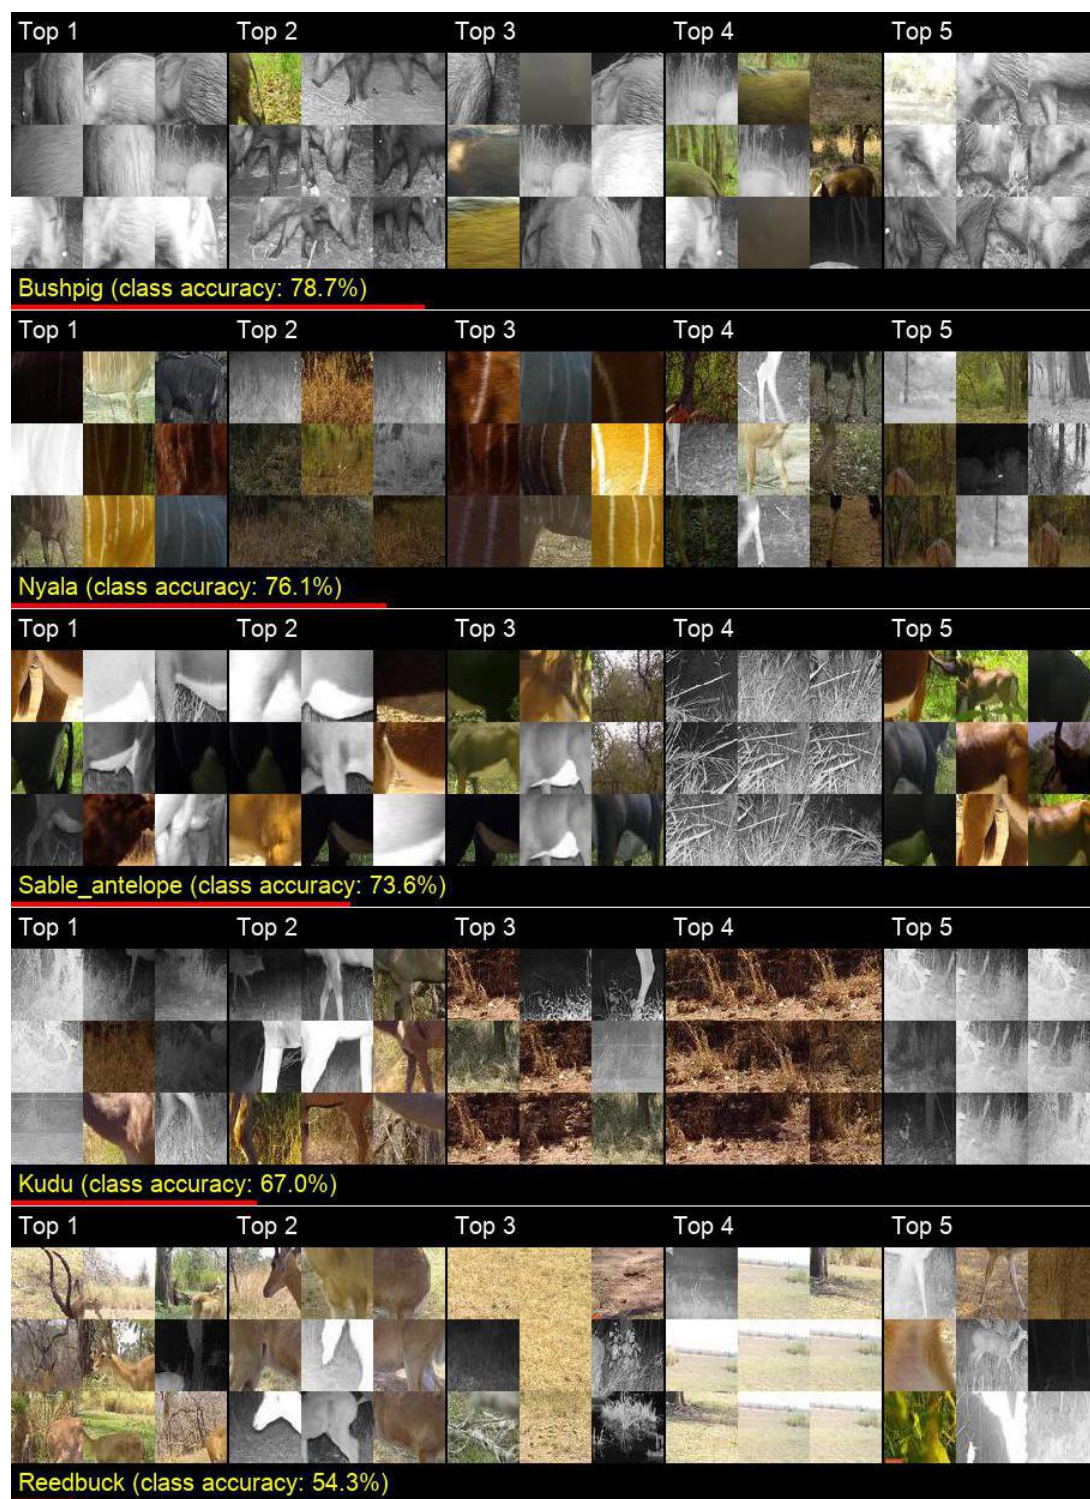 Top 1 Top 2 Top 3 Top 4 Top 5
Bushpig (class accuracy: 78.7%)
Top 1 Top 2 Top 3 Top 4 Top 5
Nyala (class accuracy: 76.1%)
Top 1 Top 2 Top 3 Top 4 Top 5
Sable_antelope (class accuracy: 73.6%)
Top 1 Top 2 Top 3 Top 4 Top 5
Kudu (class accuracy: 67.0%)
Top 1 Top 2 Top 3 Top 4 Top 5
Reedbuck (class accuracy: 54.3%)